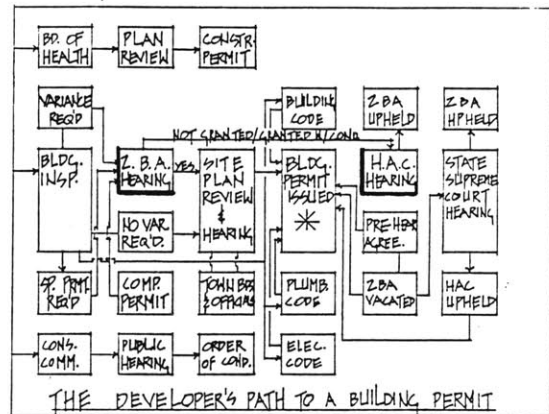 BD. OF
HEALTH
PLAN
REVIEW
CONSTR.
PERMIT
VARIANCE
REQ'D
BUILDING
CODE
ZBA
UPHELD
ZBA
UPHELD
NOT GRANTED/GRANTED W/COND.
BLDG.
INSP.
Z.B.A.
HEARING
YES
SITE
PLAN
REVIEW
&
HEARING
BLDG.
PERMIT
ISSUED
H.A.C.
HEARING
STATE
SUPREME
COURT
HEARING
NO VAR.
REQ'D.
PRE-HEAR
AGREE.
SP. PRMT.
REQ'D
COMP.
PERMIT
TOWN BDS
& OFFICIALS
PLUMB.
CODE
ZBA
VACATED
HAC
UPHELD
CONS.
COMM.
PUBLIC
HEARING
ORDER
OF COND.
ELEC.
CODE
THE DEVELOPER'S PATH TO A BUILDING PERMIT